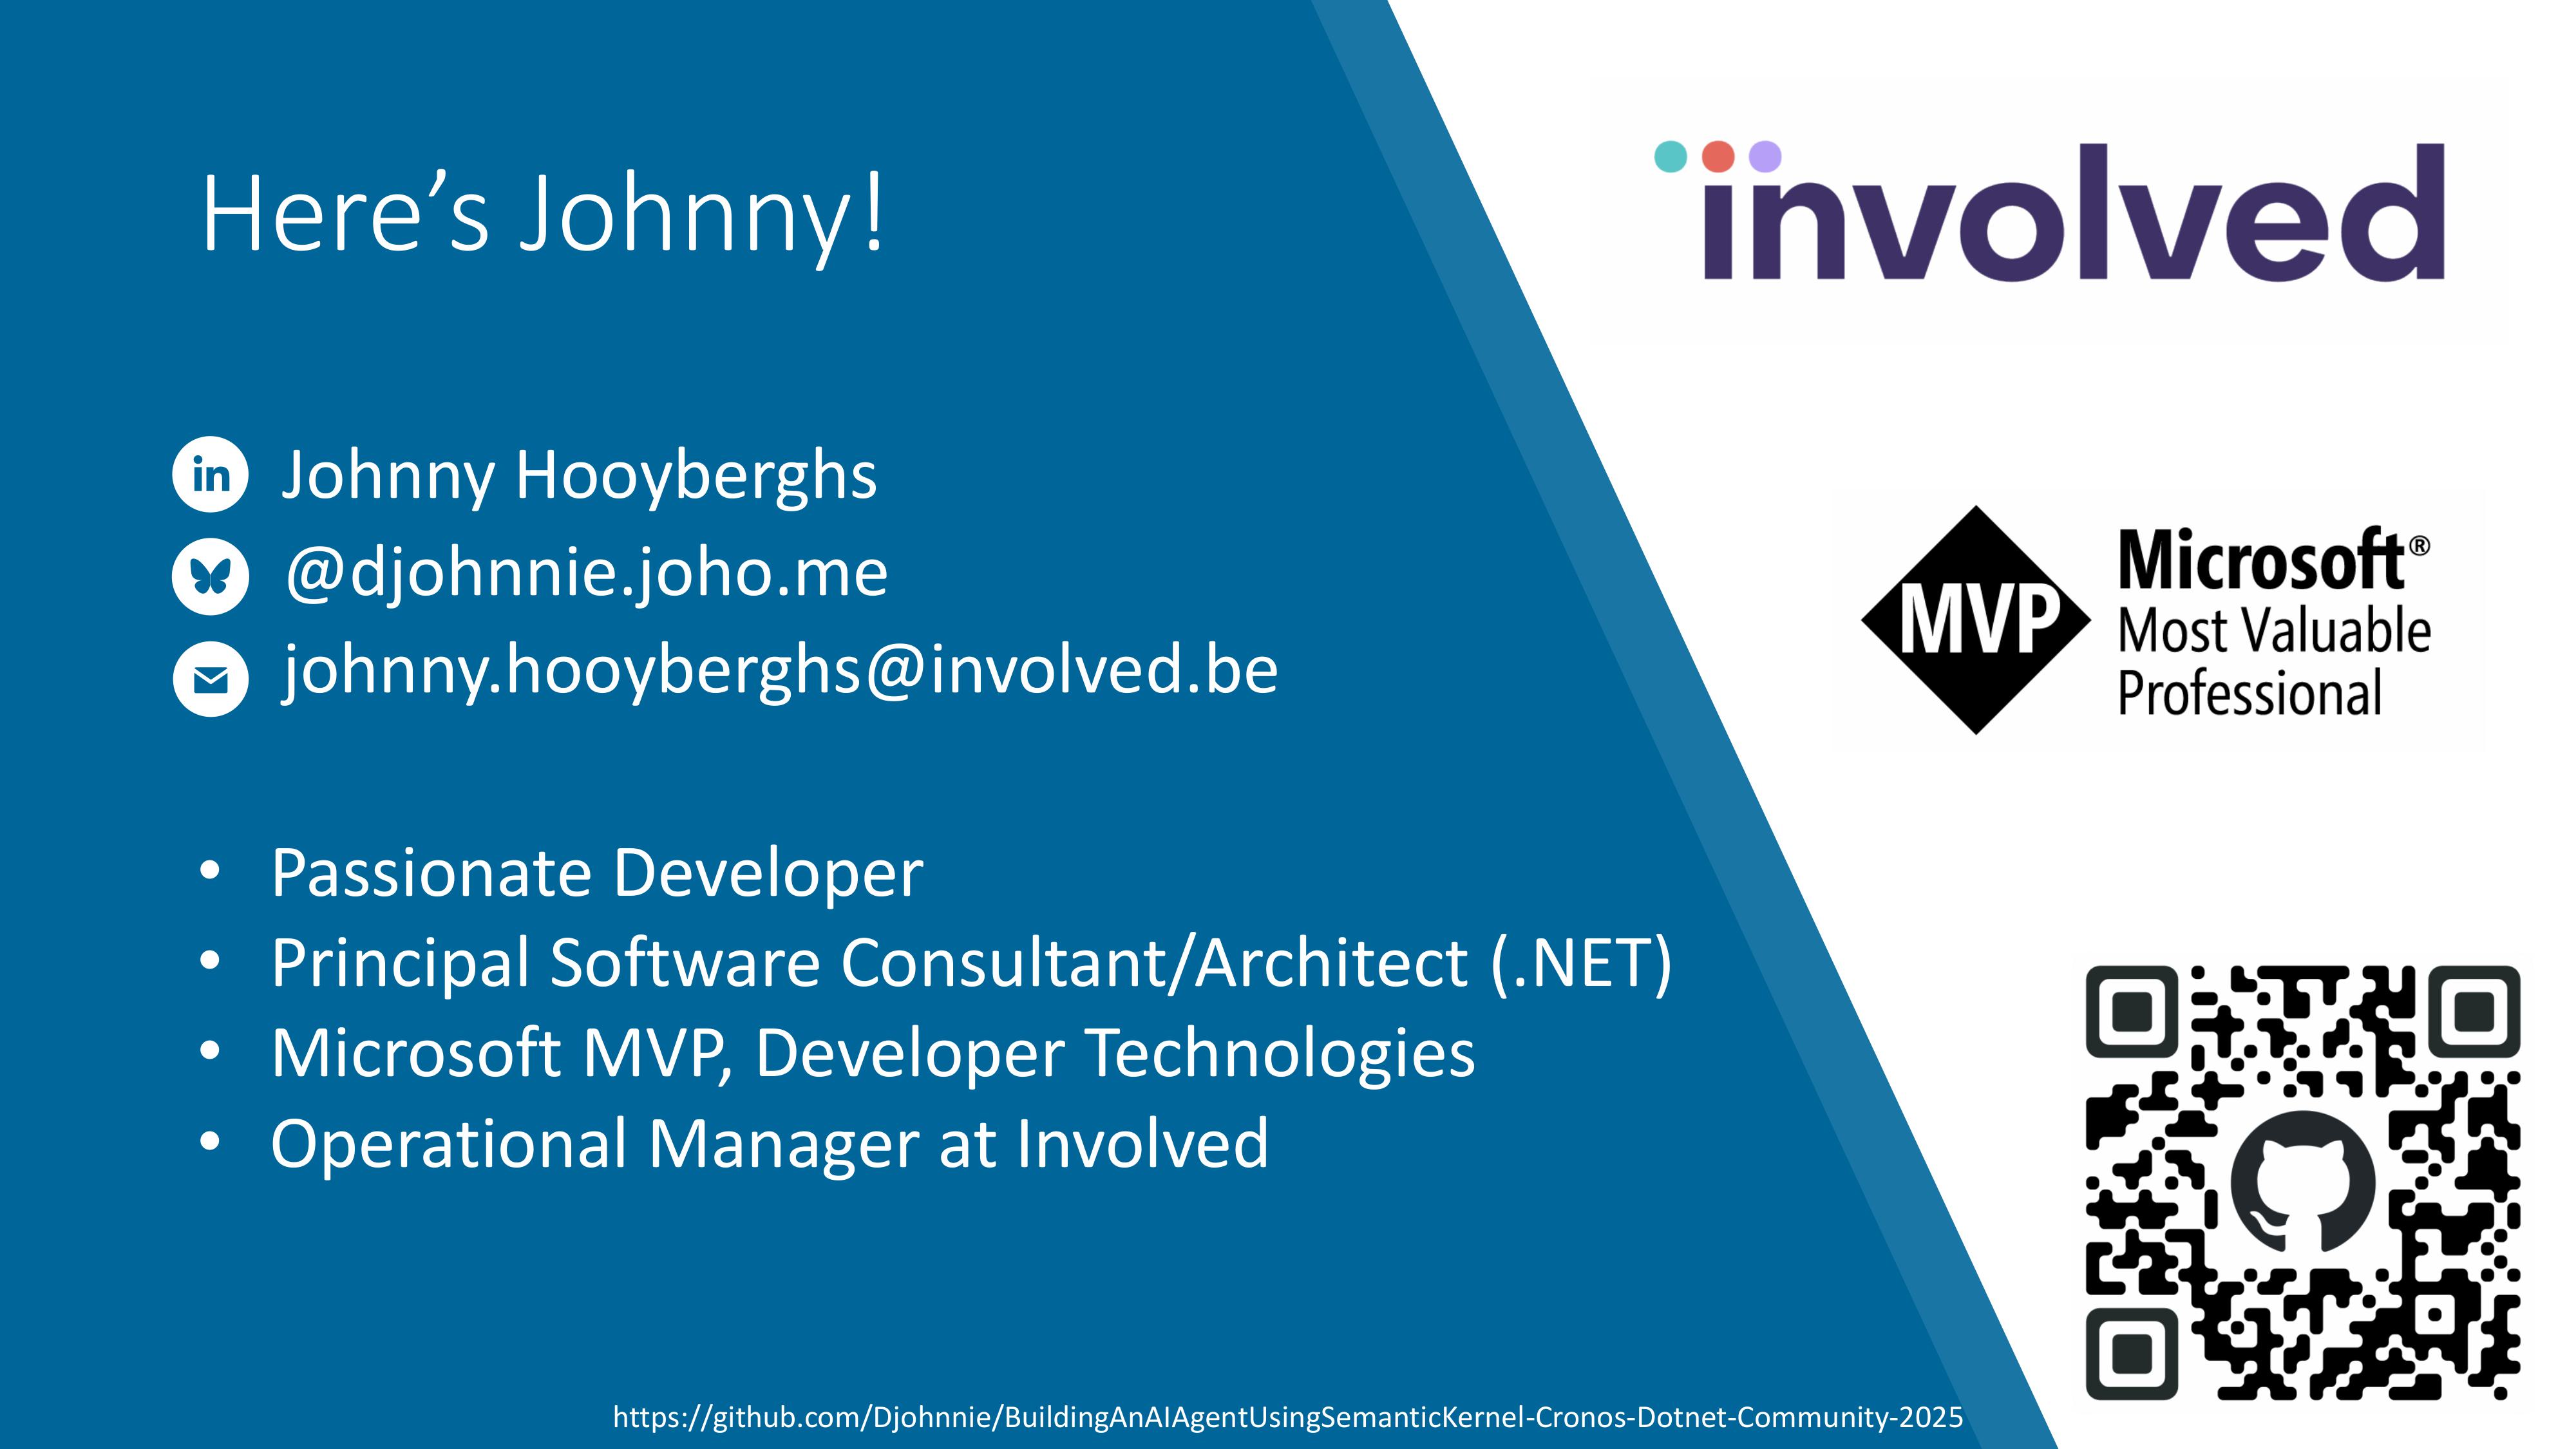 Here’s Johnny!
in
Johnny Hooyberghs
@djohnnie.joho.me
johnny.hooyberghs@involved.be
• Passionate Developer
• Principal Software Consultant/Architect (.NET)
• Microsoft MVP, Developer Technologies
• Operational Manager at Involved
https://github.com/Djohnnie/BuildingAnAIAgentUsingSemanticKernel-Cronos-Dotnet-Community-2025
involved
MVP
Microsoft®
Most Valuable
Professional